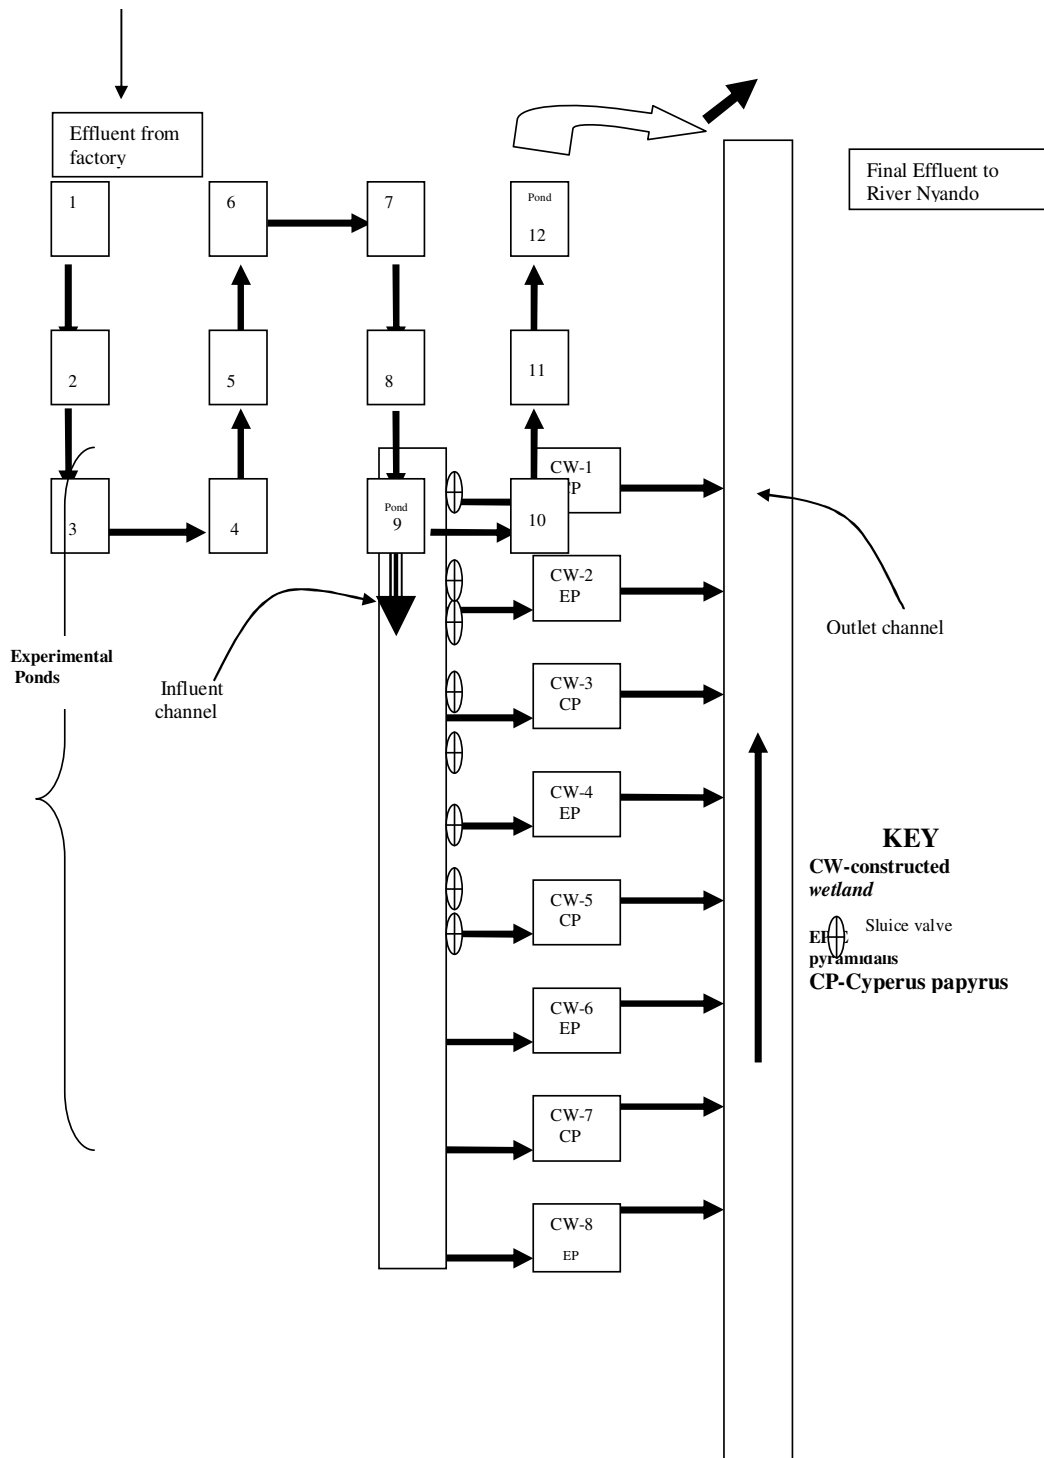 Effluent from
factory
Final Effluent to
River Nyando
1
6
7
Pond
12
2
5
8
11
3
4
Pond
9
10
CW-1
CP
CW-2
EP
Outlet channel
Experimental
Ponds
Influent
channel
CW-3
CP
CW-4
EP
KEY
CW-constructed
wetland
Sluice valve
pyramidalis
CP-Cyperus papyrus
CW-5
CP
CW-6
EP
CW-7
CP
CW-8
EP